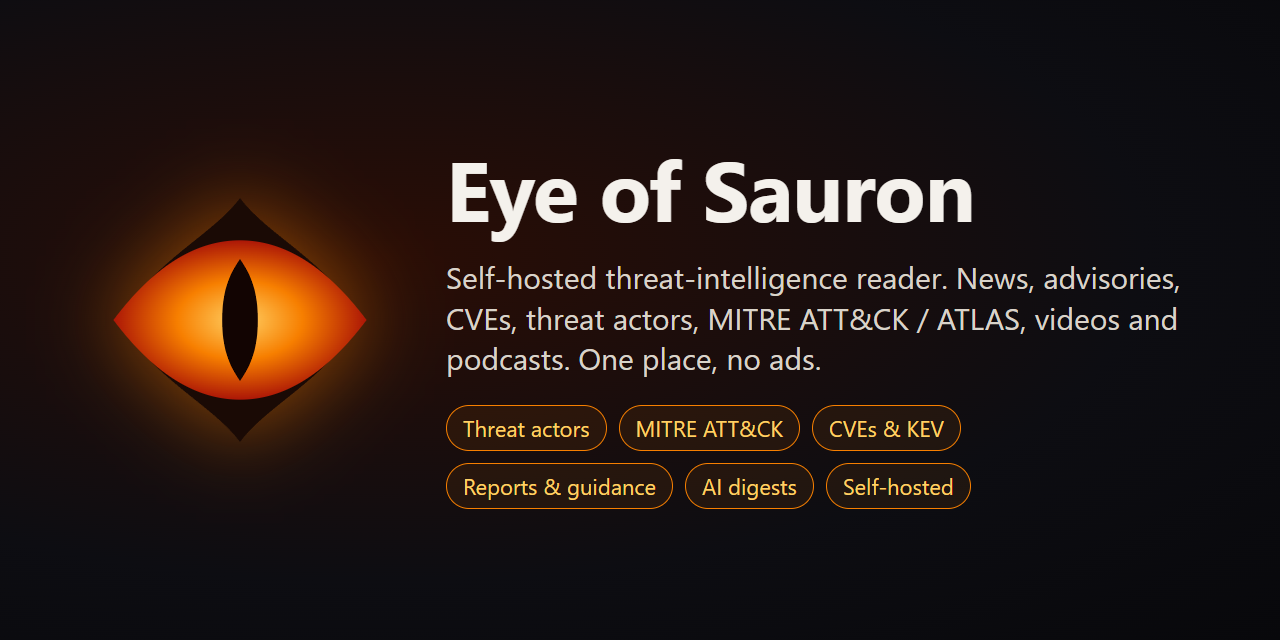 Eye of Sauron
Self-hosted threat-intelligence reader. News, advisories,
CVEs, threat actors, MITRE ATT&CK / ATLAS, videos and
podcasts. One place, no ads.
Threat actors
MITRE ATT&CK
CVEs & KEV
Reports & guidance
AI digests
Self-hosted